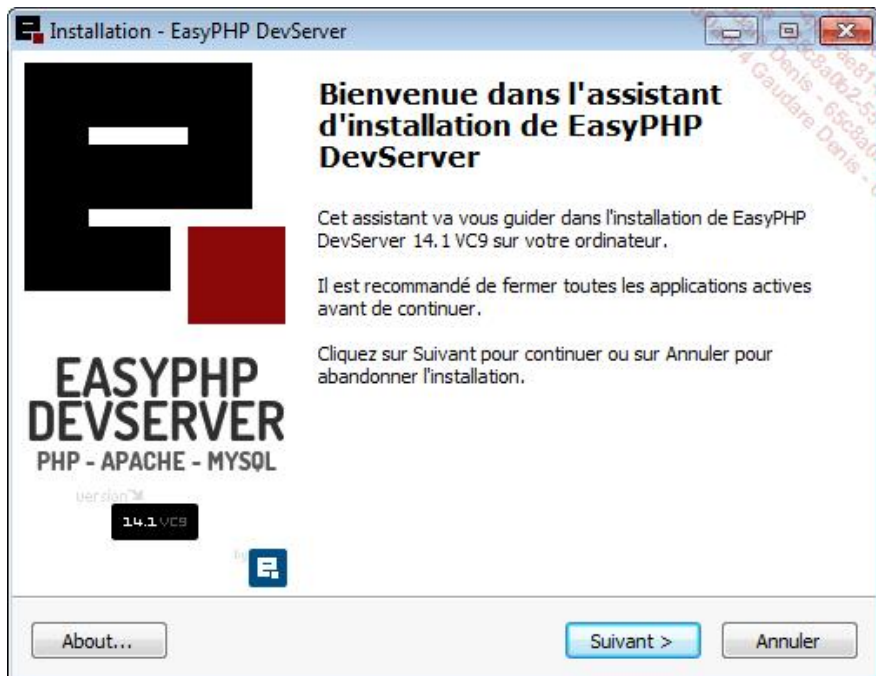 Installation - EasyPHP DevServer
Bienvenue dans l'assistant
d'installation de EasyPHP
DevServer
Cet assistant va vous guider dans l'installation de EasyPHP
DevServer 14.1 VC9 sur votre ordinateur.
Il est recommandé de fermer toutes les applications actives
avant de continuer.
Cliquez sur Suivant pour continuer ou sur Annuler pour
abandonner l'installation.
EASYPHP
DEVSERVER
PHP - APACHE - MYSQL
version
14.1 VC9
About...
Suivant >
Annuler
Gaudare Denis